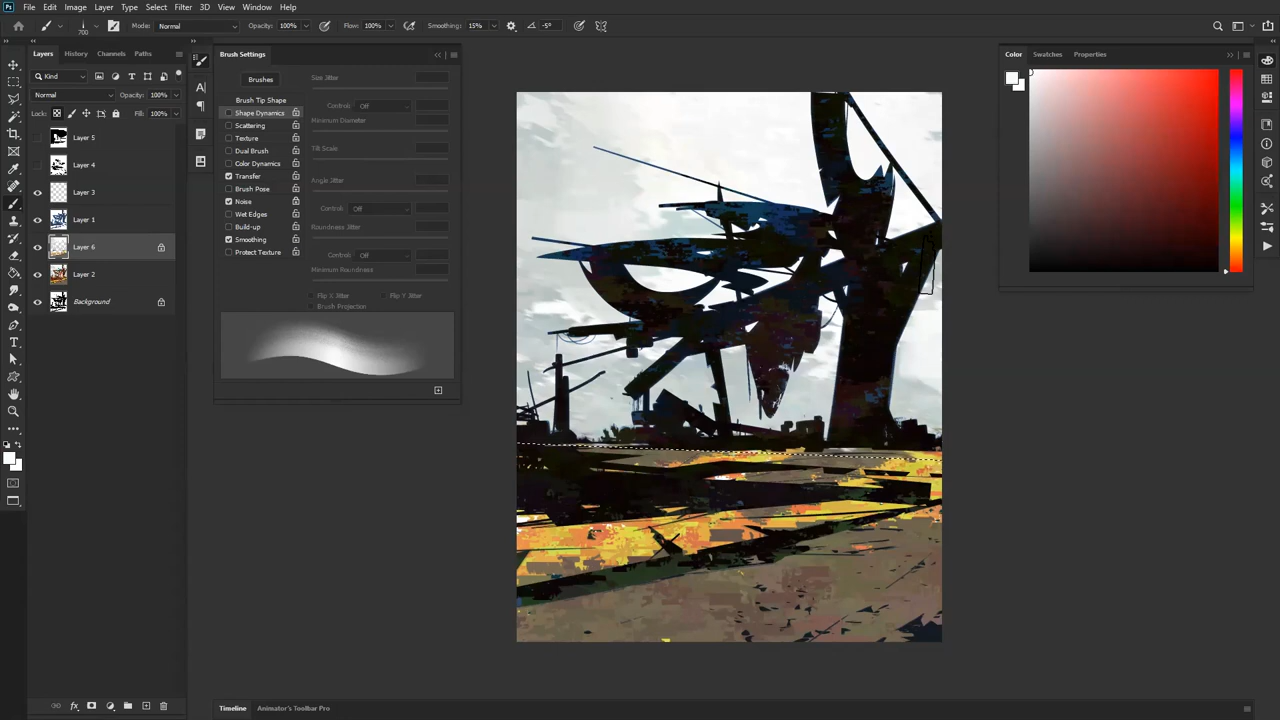 Ps File Edit Image Layer Type Select Filter 3D View Window Help
700 Mode: Normal Opacity: 100% Flow: 100% Smoothing: 15% -5°
Layers History Channels Paths
Kind
Normal Opacity: 100%
Lock: Fill: 100%
Layer 5
Layer 4
Layer 3
Layer 1
Layer 6
Layer 2
Background
Brush Settings
Brushes
Brush Tip Shape
Shape Dynamics
Scattering
Texture
Dual Brush
Color Dynamics
Transfer
Brush Pose
Noise
Wet Edges
Build-up
Smoothing
Protect Texture
Size Jitter
Control: Off
Minimum Diameter
Tilt Scale
Angle Jitter
Control: Off
Roundness Jitter
Control: Off
Minimum Roundness
Flip X Jitter Flip Y Jitter
Brush Projection
Color Swatches Properties
Timeline Animator's Toolbar Pro